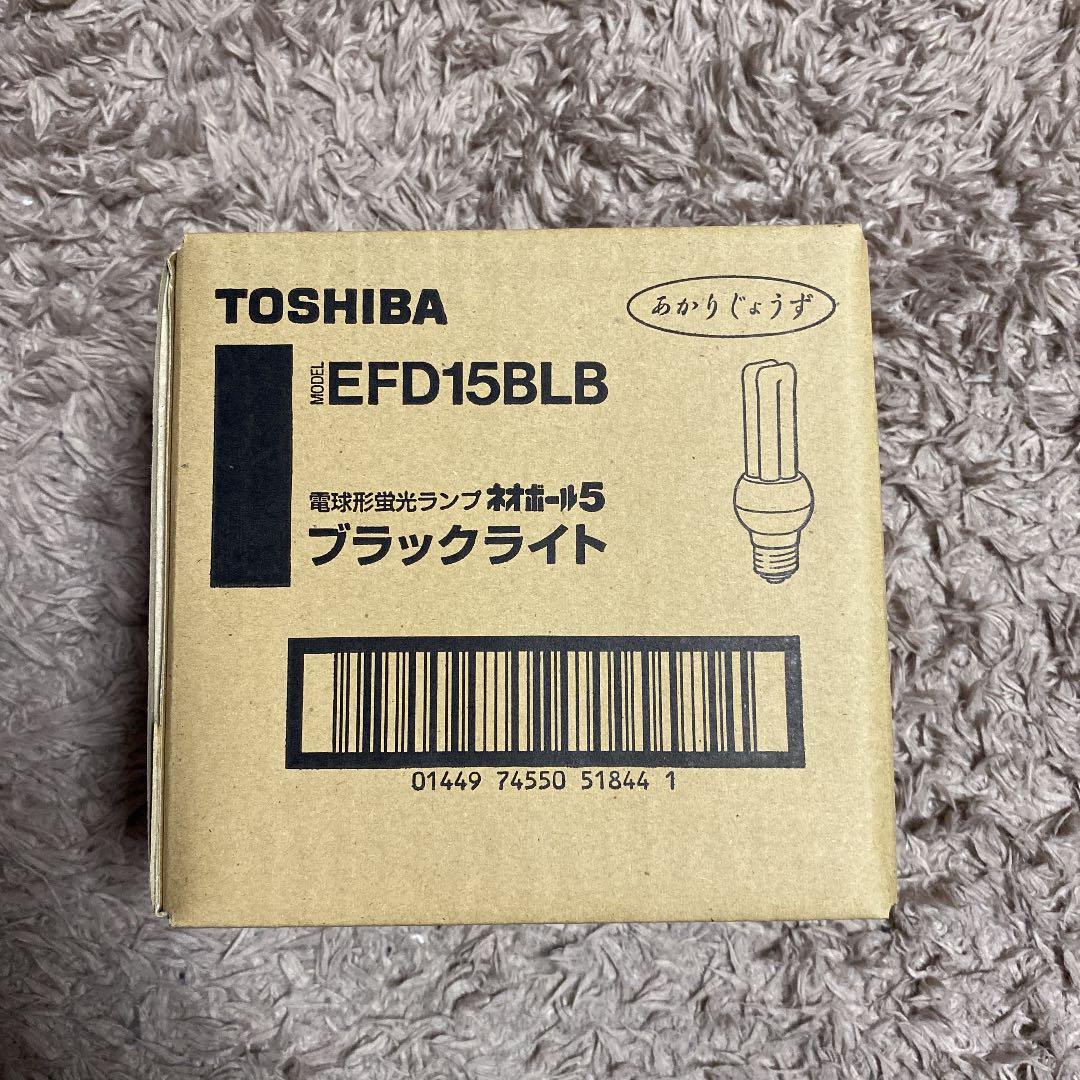 TOSHIBA
あかりじょうず
MODEL EFD15BLB
電球形蛍光ランプ ネオボール5
ブラックライト
01449 74550 51844 1